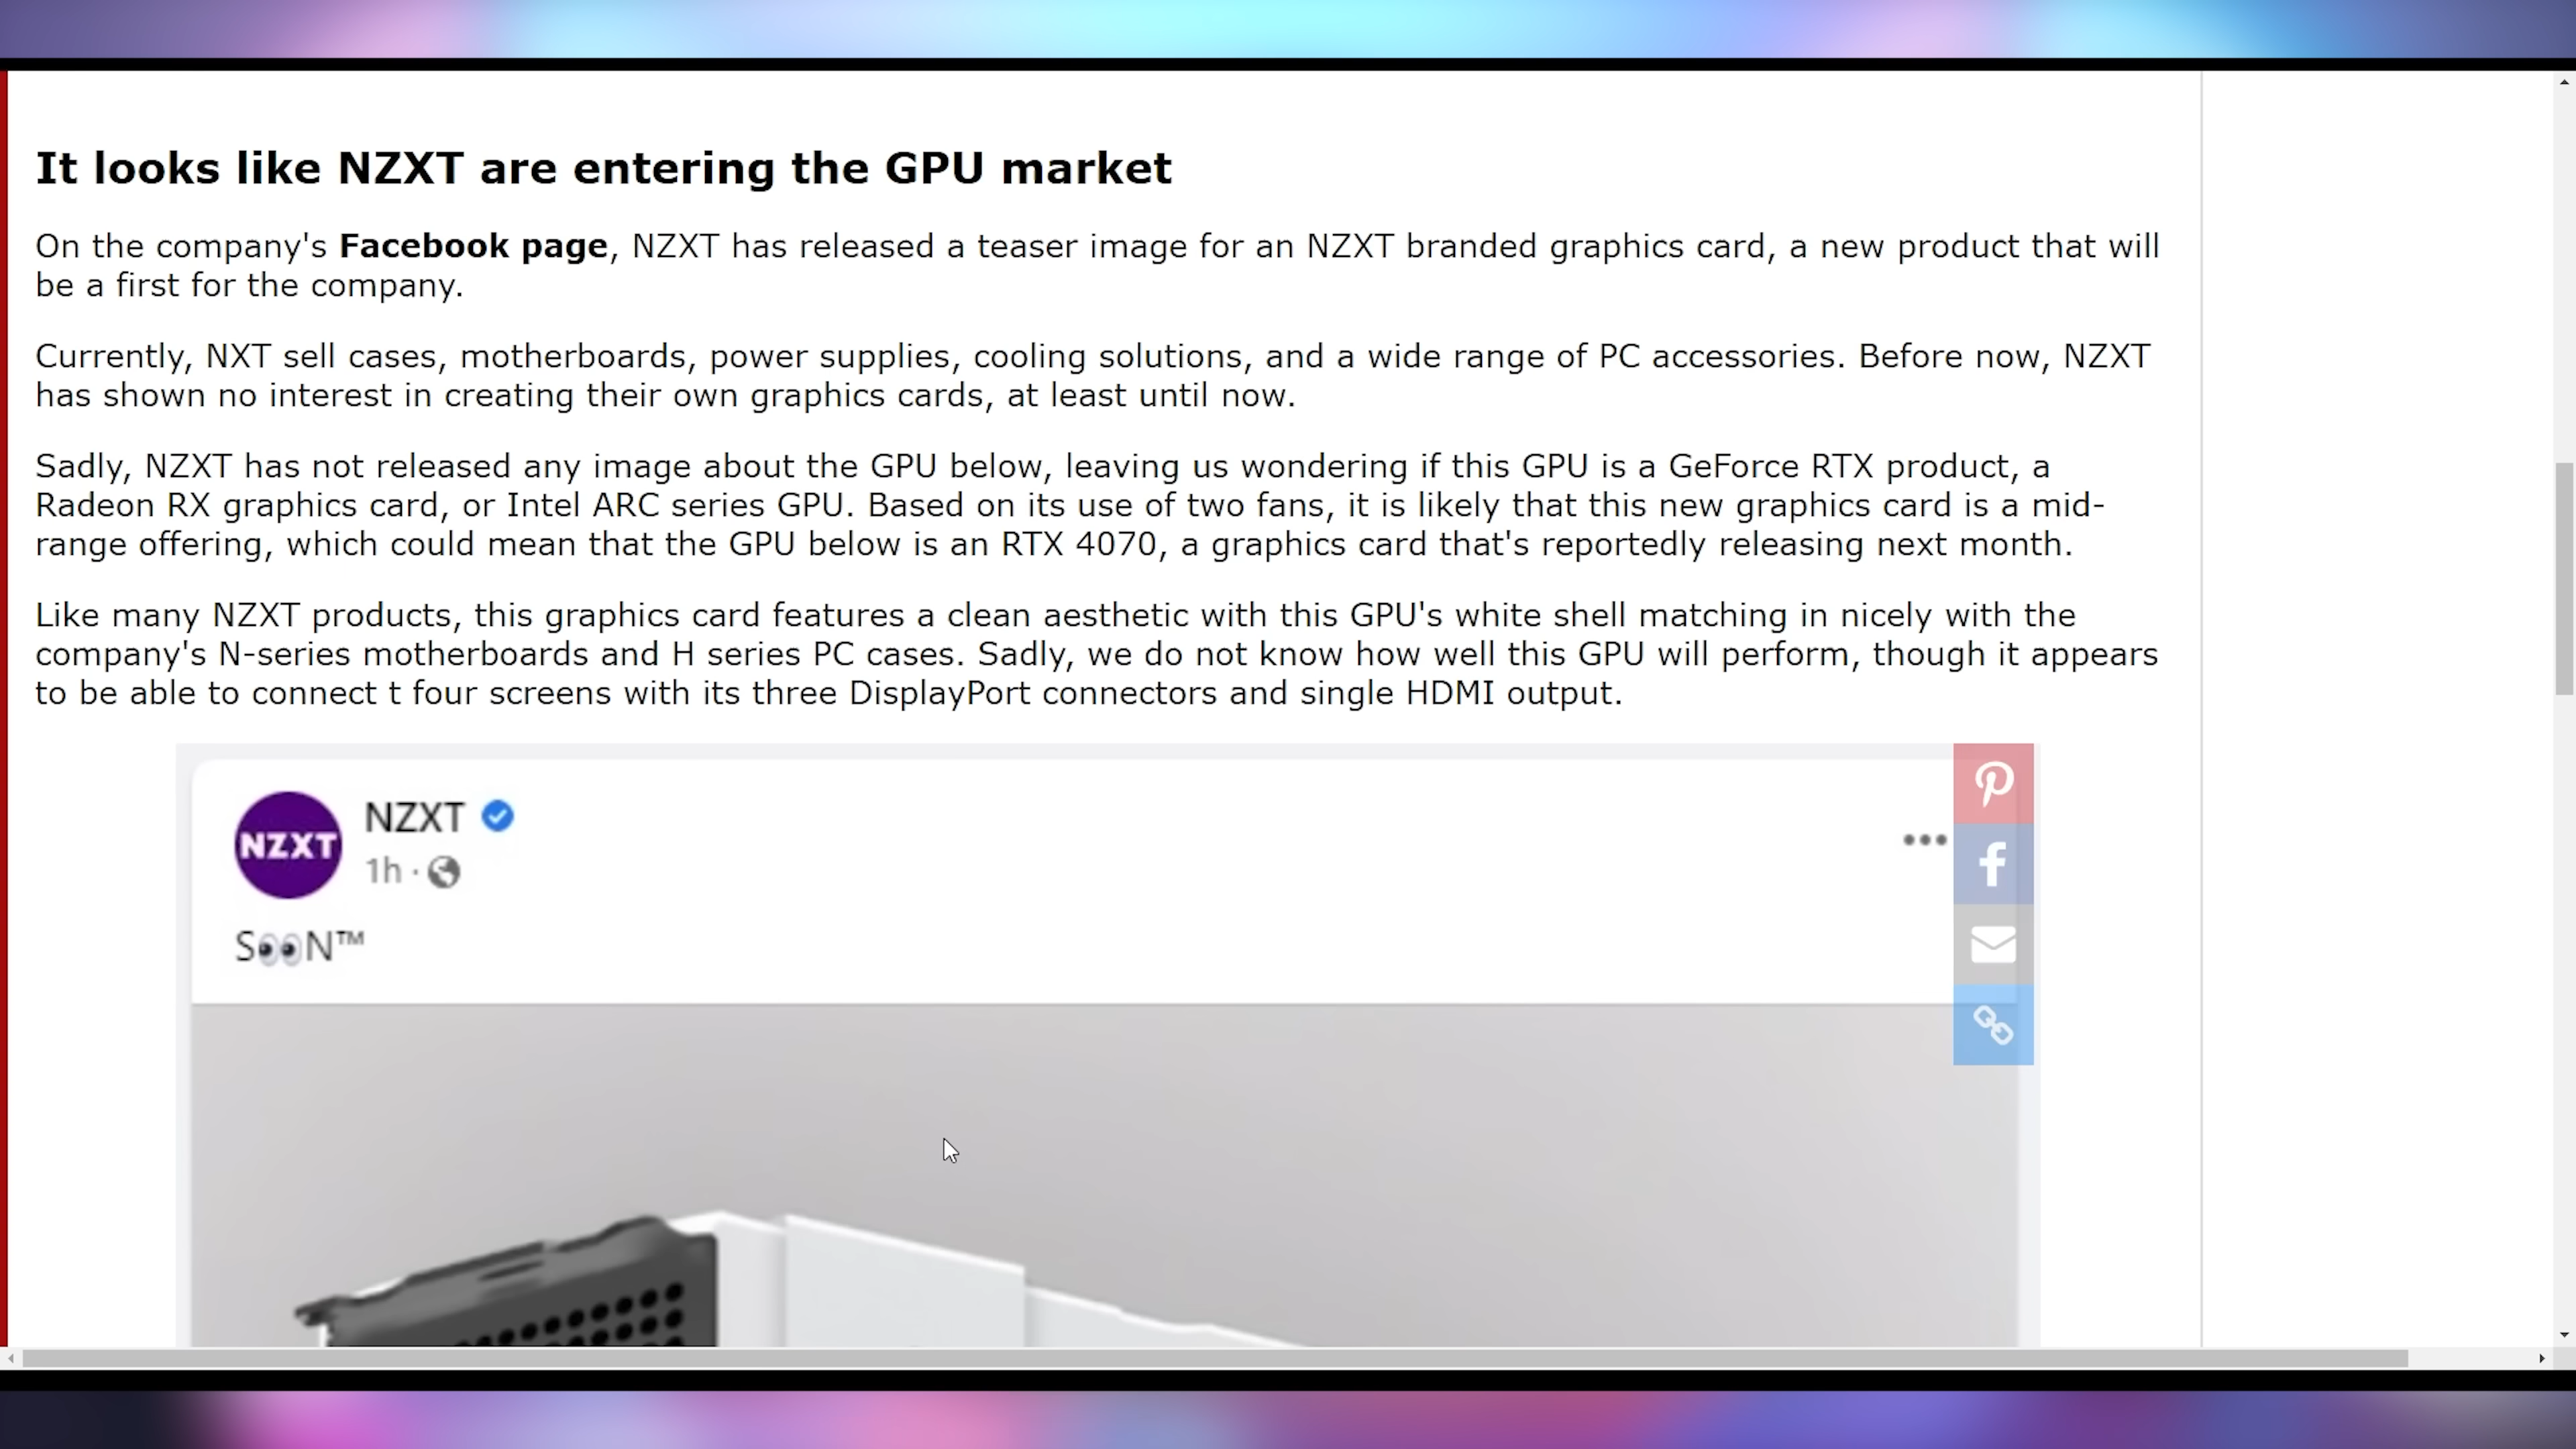 It looks like NZXT are entering the GPU market
On the company's Facebook page, NZXT has released a teaser image for an NZXT branded graphics card, a new product that will
be a first for the company.
Currently, NXT sell cases, motherboards, power supplies, cooling solutions, and a wide range of PC accessories. Before now, NZXT
has shown no interest in creating their own graphics cards, at least until now.
Sadly, NZXT has not released any image about the GPU below, leaving us wondering if this GPU is a GeForce RTX product, a
Radeon RX graphics card, or Intel ARC series GPU. Based on its use of two fans, it is likely that this new graphics card is a mid-
range offering, which could mean that the GPU below is an RTX 4070, a graphics card that's reportedly releasing next month.
Like many NZXT products, this graphics card features a clean aesthetic with this GPU's white shell matching in nicely with the
company's N-series motherboards and H series PC cases. Sadly, we do not know how well this GPU will perform, though it appears
to be able to connect t four screens with its three DisplayPort connectors and single HDMI output.
NZXT
NZXT
1h ·
S👀N™